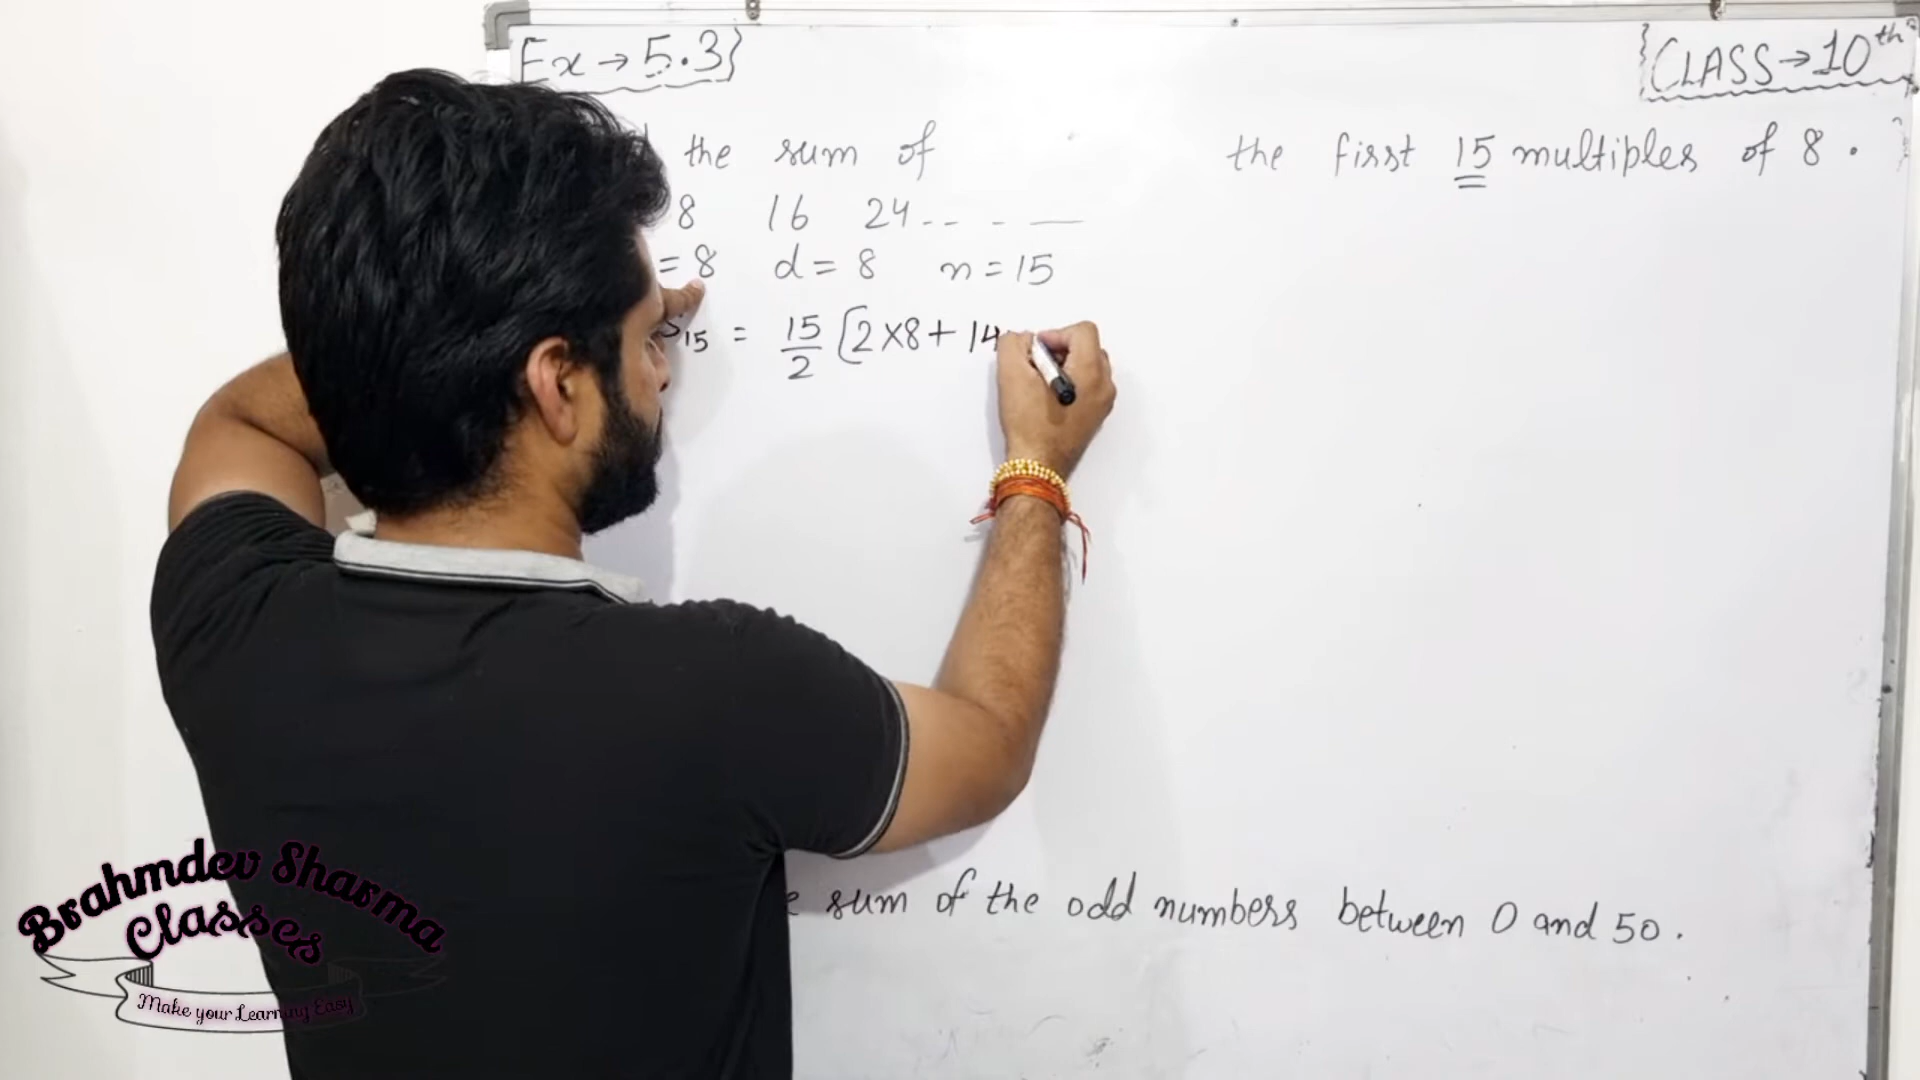 Ex → 5.3}
{CLASS → 10th
the sum of the first 15 multiples of 8 .
8 16 24 - - - —
= 8 d = 8 n = 15
S15 = 15/2 [2×8+ 14
sum of the odd numbers between 0 and 50 .
Brahmdev Sharma
Classes
Make your Learning Easy